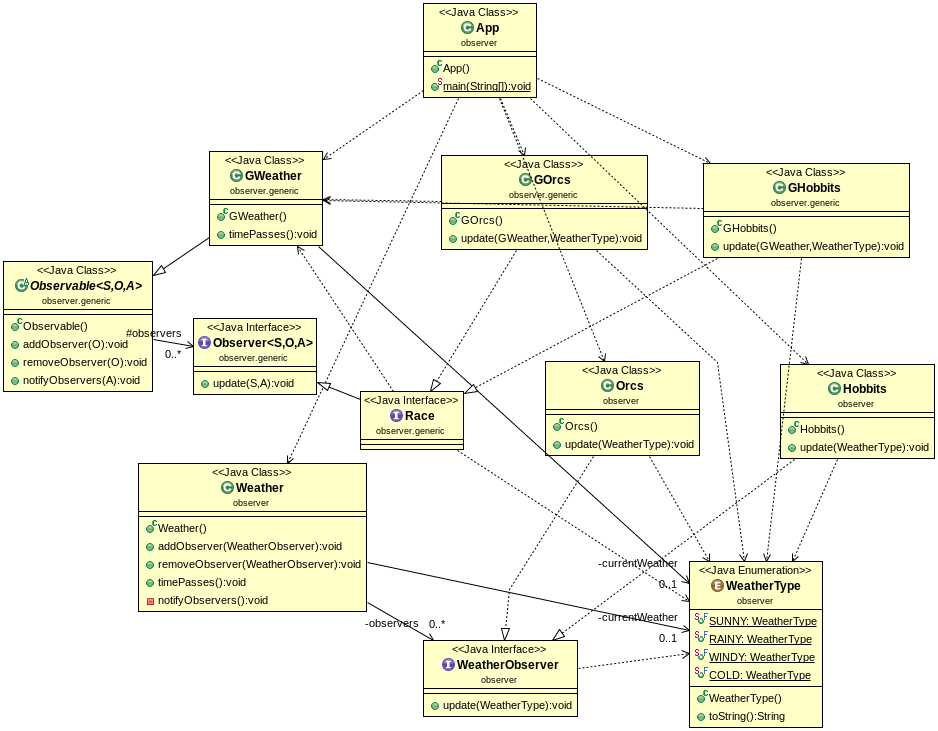 <<Java Class>>
App
observer
App()
main(String[]):void
<<Java Class>>
GWeather
observer.generic
GWeather()
timePasses():void
<<Java Class>>
GOrcs
observer.generic
GOrcs()
update(GWeather,WeatherType):void
<<Java Class>>
GHobbits
observer.generic
GHobbits()
update(GWeather,WeatherType):void
<<Java Class>>
Observable<S,O,A>
observer.generic
Observable()
addObserver(O):void
removeObserver(O):void
notifyObservers(A):void
#observers
0..*
<<Java Interface>>
Observer<S,O,A>
observer.generic
update(S,A):void
<<Java Interface>>
Race
observer.generic
<<Java Class>>
Orcs
observer
Orcs()
update(WeatherType):void
<<Java Class>>
Hobbits
observer
Hobbits()
update(WeatherType):void
<<Java Class>>
Weather
observer
Weather()
addObserver(WeatherObserver):void
removeObserver(WeatherObserver):void
timePasses():void
notifyObservers():void
-currentWeather
0..1
-currentWeather
0..1
-observers
0..*
<<Java Interface>>
WeatherObserver
observer
update(WeatherType):void
<<Java Enumeration>>
WeatherType
observer
SUNNY: WeatherType
RAINY: WeatherType
WINDY: WeatherType
COLD: WeatherType
WeatherType()
toString():String